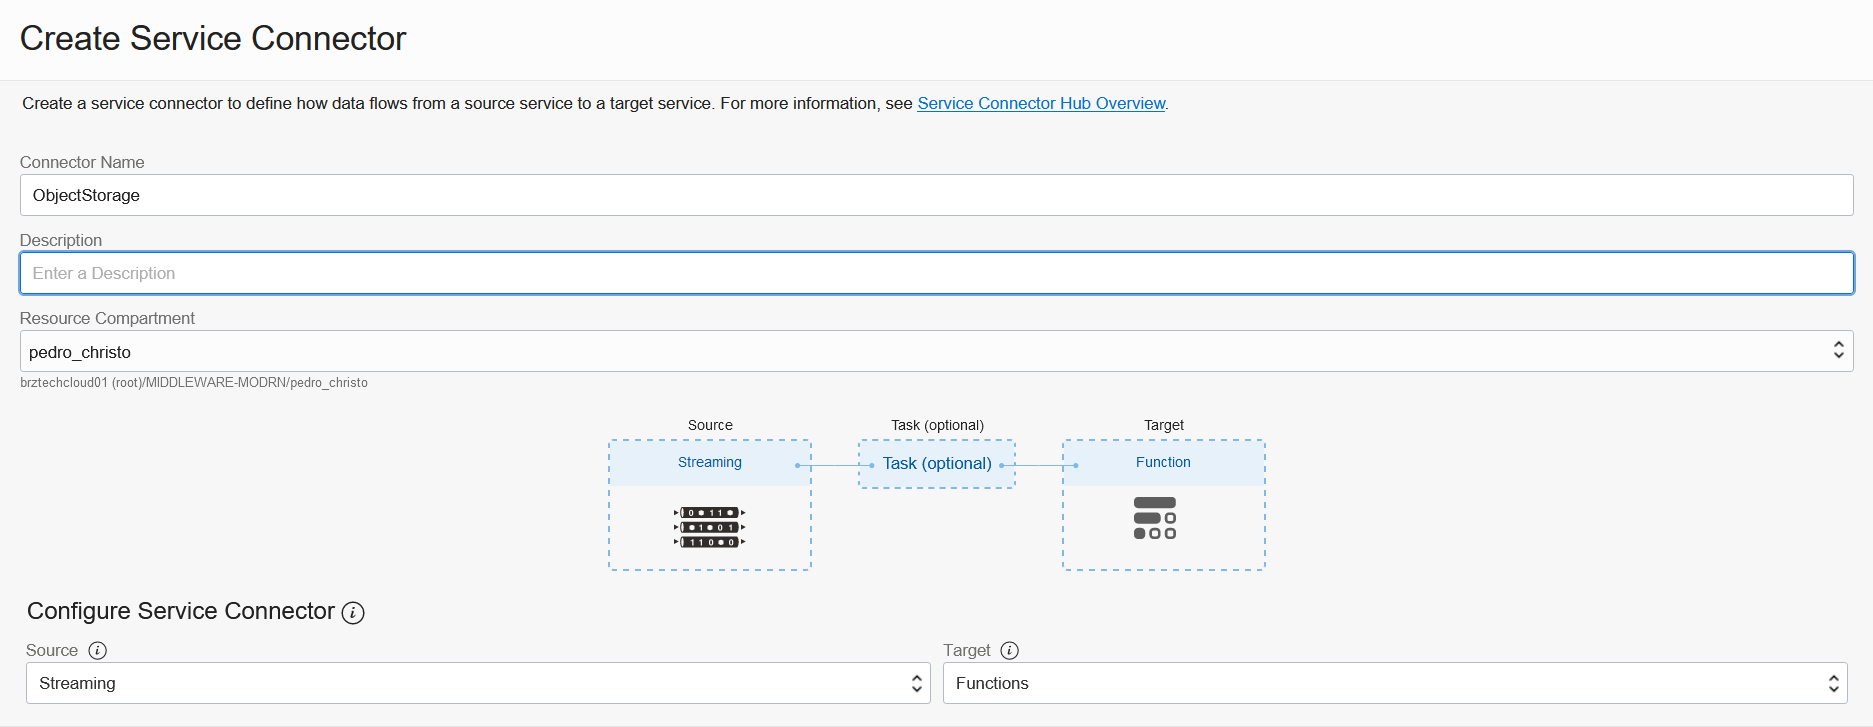 Create Service Connector
Create a service connector to define how data flows from a source service to a target service. For more information, see Service Connector Hub Overview.
Connector Name
ObjectStorage
Description
Enter a Description
Resource Compartment
pedro_christo
brztechcloud01 (root)/MIDDLEWARE-MODRN/pedro_christo
Source Task (optional) Target
Streaming Task (optional) Function
0 1 1
1 0 1
1 1 0 0
Configure Service Connector i
Source i Target i
Streaming Functions